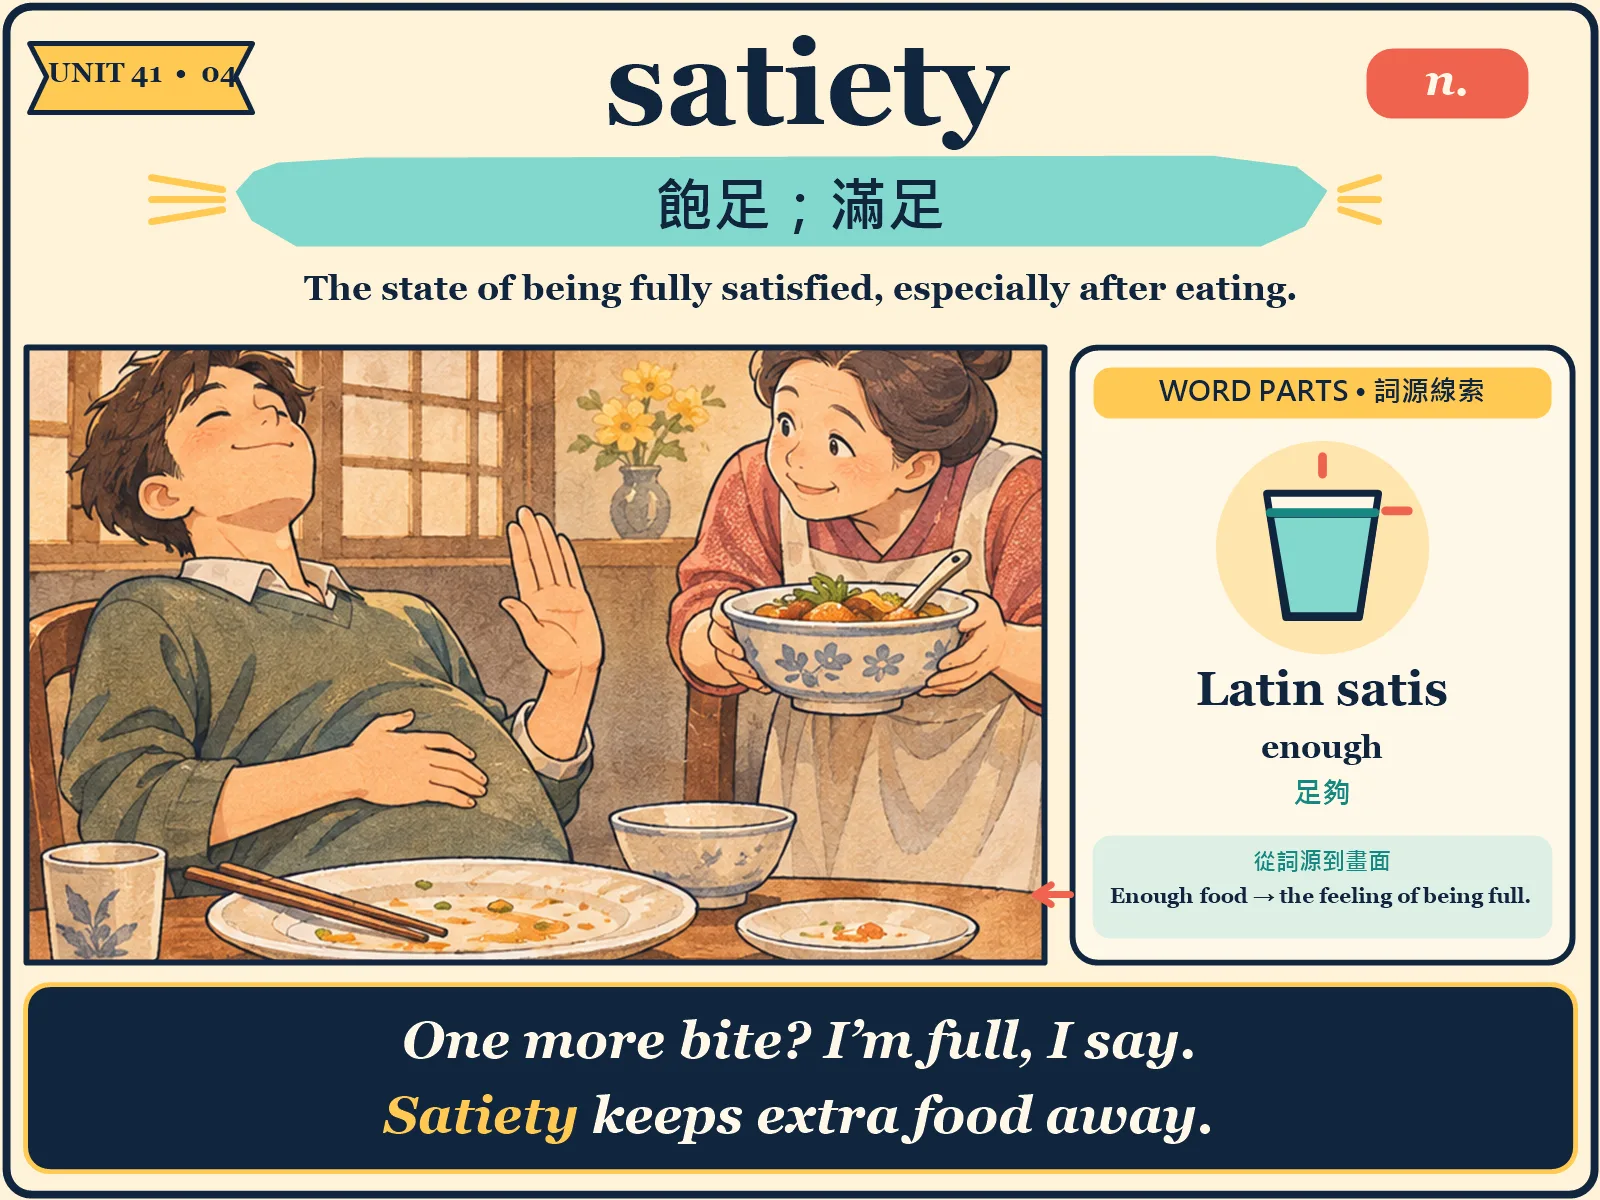 UNIT 41 • 04
satiety
n.
飽足；滿足
The state of being fully satisfied, especially after eating.
WORD PARTS • 詞源線索
Latin satis
enough
足夠
從詞源到畫面
Enough food → the feeling of being full.
One more bite? I’m full, I say.
Satiety keeps extra food away.